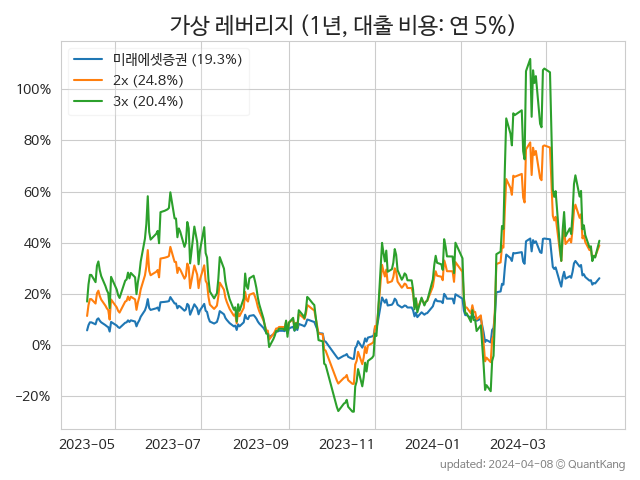 가상 레버리지 (1년, 대출 비용: 연 5%)
미래에셋증권 (19.3%)
2x (24.8%)
3x (20.4%)
100%
80%
60%
40%
20%
0%
−20%
2023-05 2023-07 2023-09 2023-11 2024-01 2024-03
updated: 2024-04-08 © QuantKang